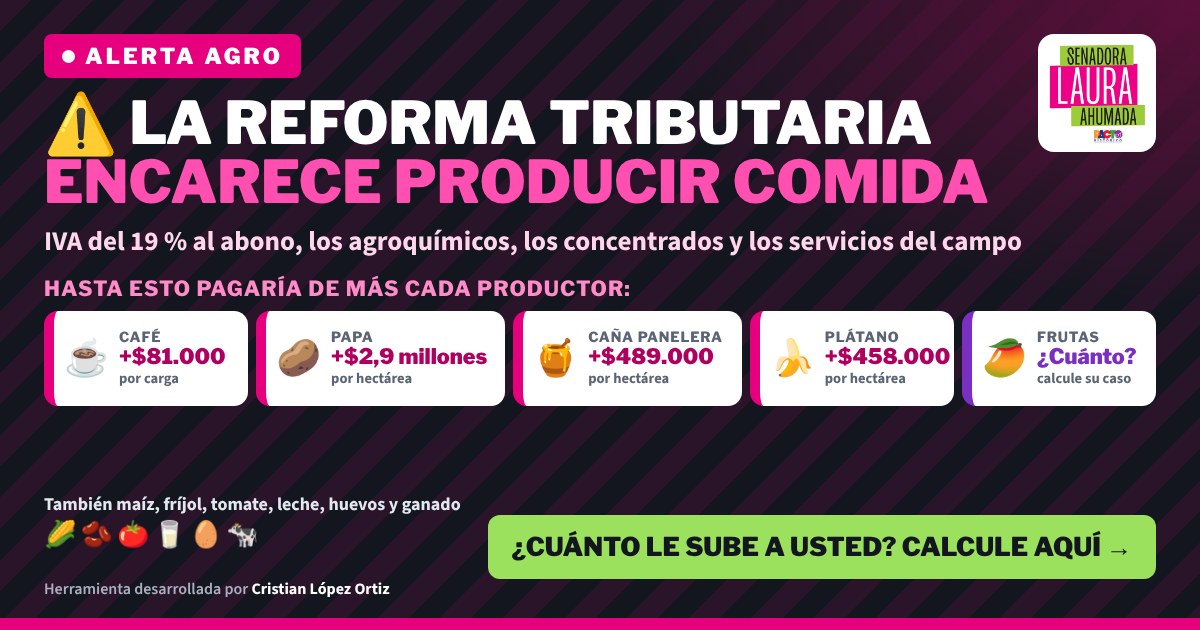 ALERTA AGRO
SENADORA
LAURA
AHUMADA
PACTO
HISTÓRICO
⚠️ LA REFORMA TRIBUTARIA
ENCARECE PRODUCIR COMIDA
IVA del 19 % al abono, los agroquímicos, los concentrados y los servicios del campo
HASTA ESTO PAGARÍA DE MÁS CADA PRODUCTOR:
CAFÉ
+$81.000
por carga
PAPA
+$2,9 millones
por hectárea
CAÑA PANELERA
+$489.000
por hectárea
PLÁTANO
+$458.000
por hectárea
FRUTAS
¿Cuánto?
calcule su caso
También maíz, fríjol, tomate, leche, huevos y ganado
¿CUÁNTO LE SUBE A USTED? CALCULE AQUÍ →
Herramienta desarrollada por Cristian López Ortiz